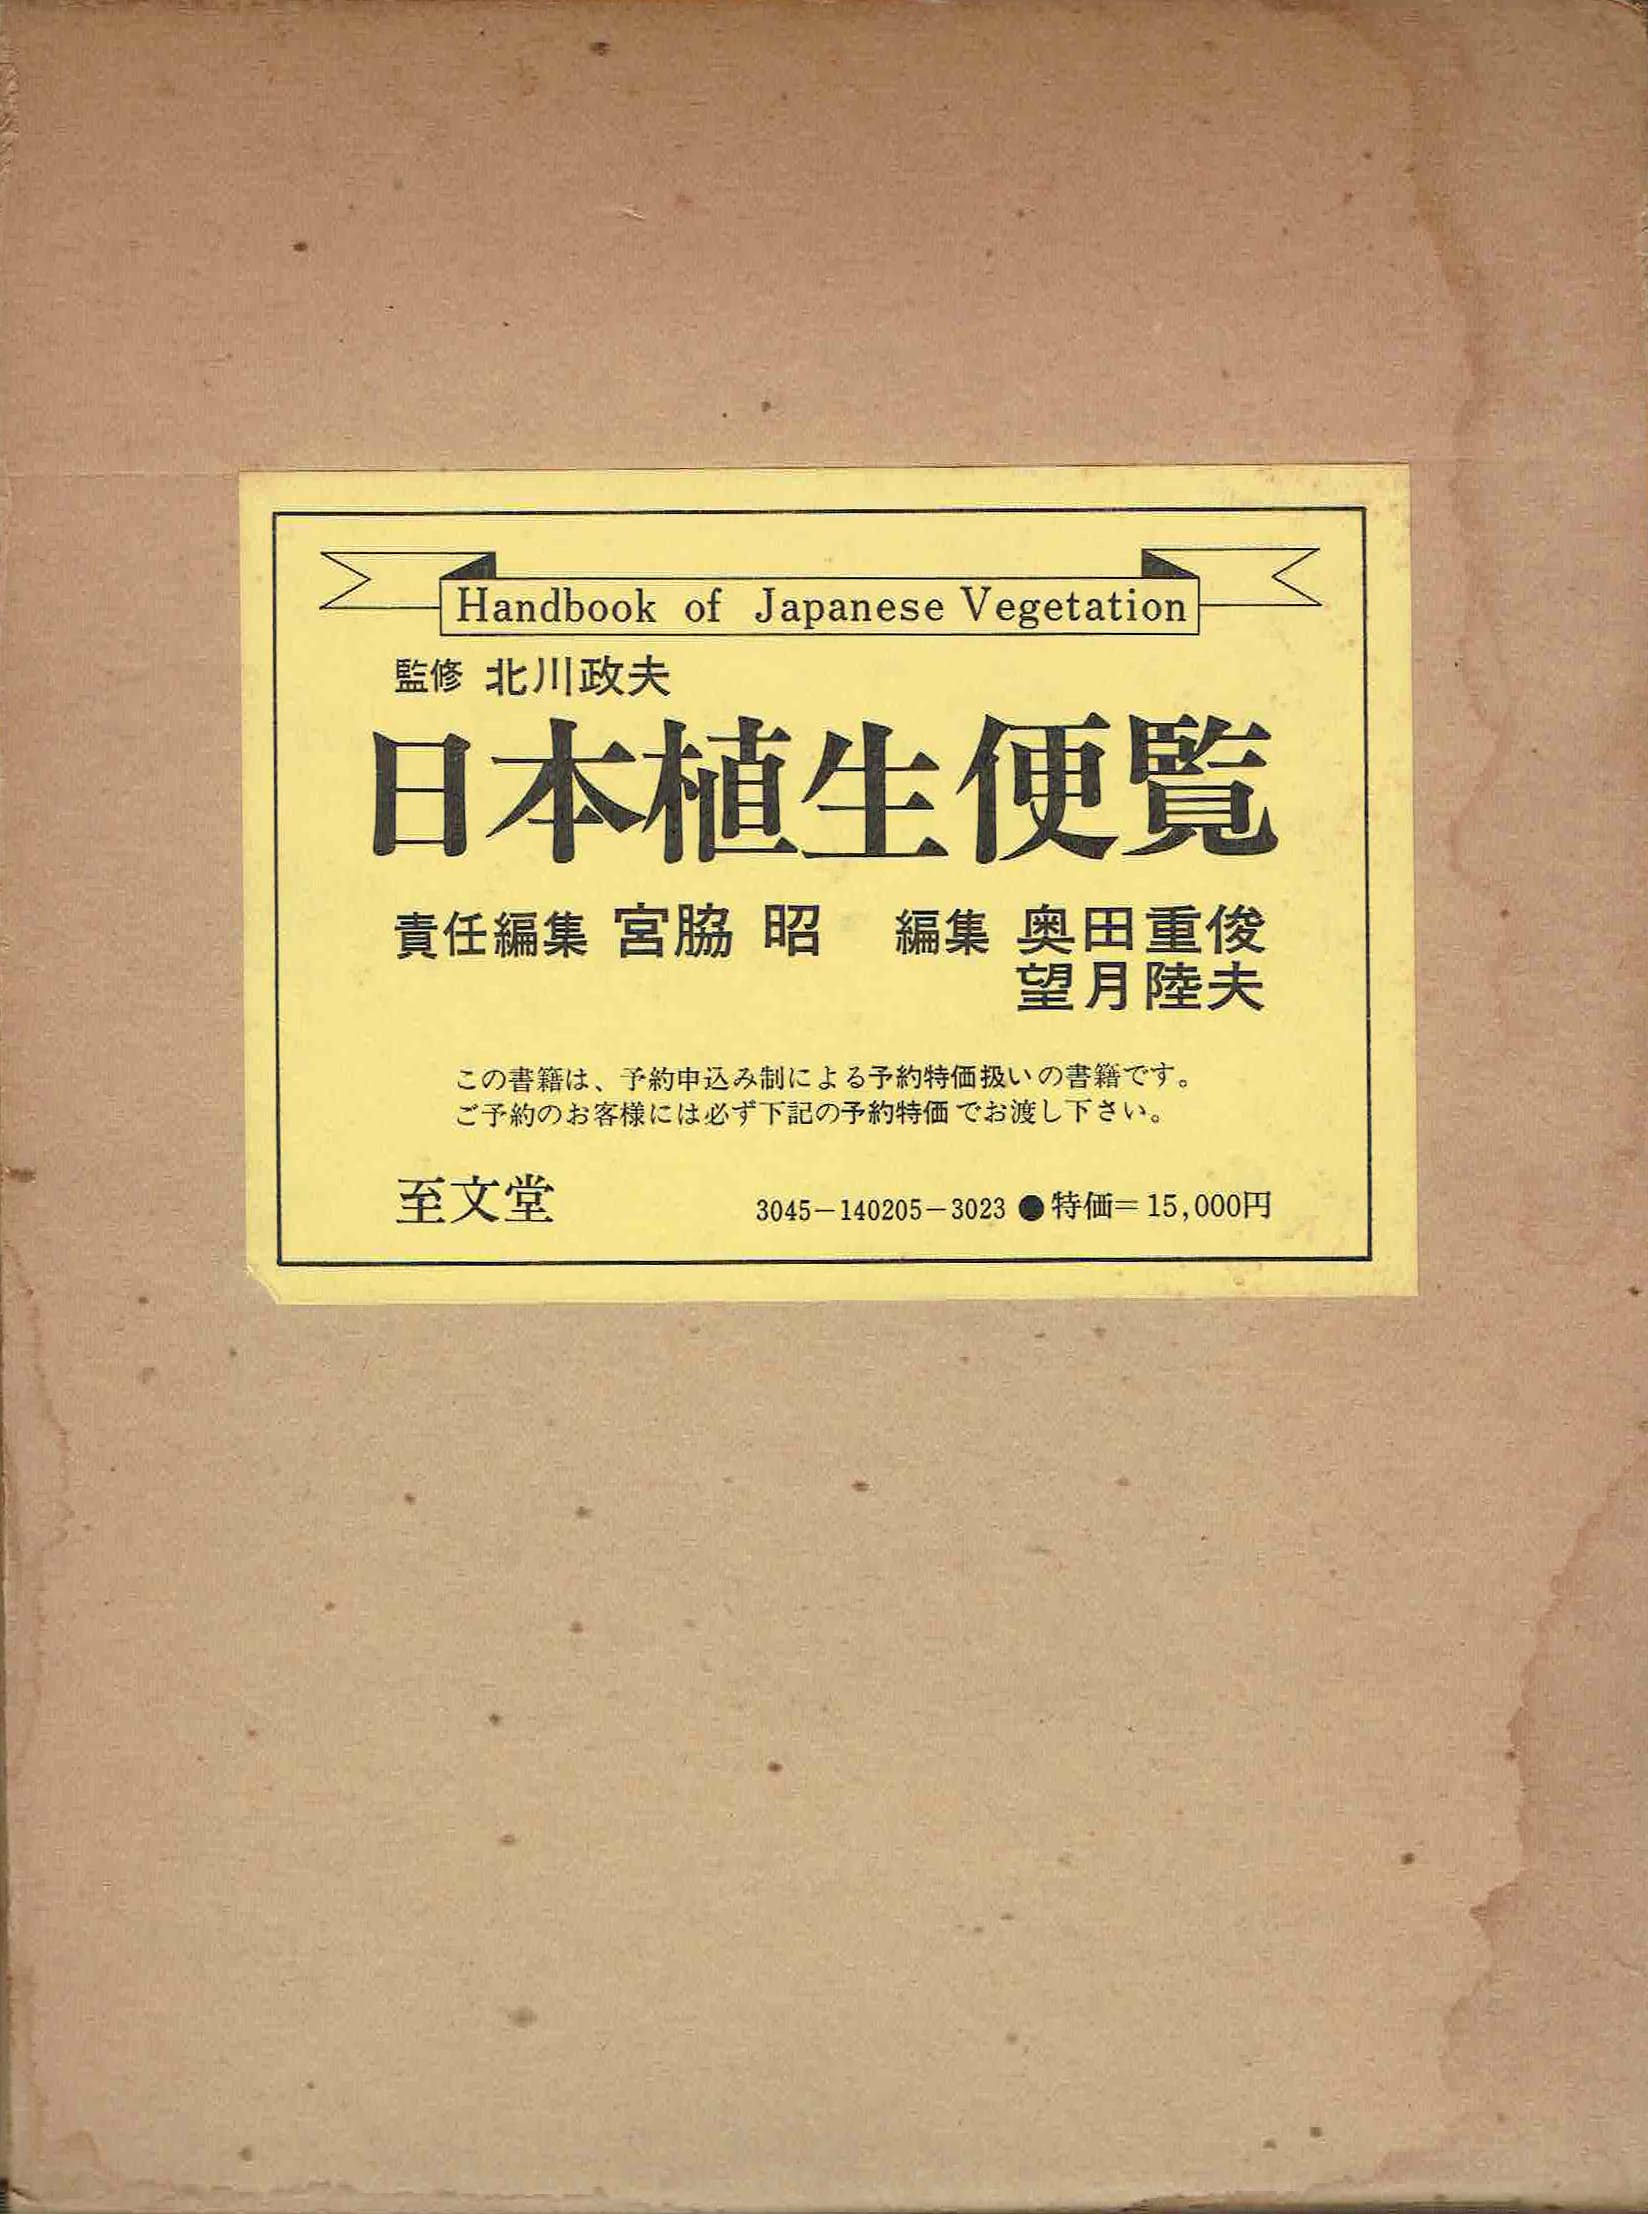 Handbook of Japanese Vegetation
監修 北川政夫
日本植生便覧
責任編集 宮脇 昭 編集 奥田重俊
望月陸夫
この書籍は、予約申込み制による予約特価扱いの書籍です。
ご予約のお客様には必ず下記の予約特価でお渡し下さい。
至文堂 3045-140205-3023 ●特価=15,000円